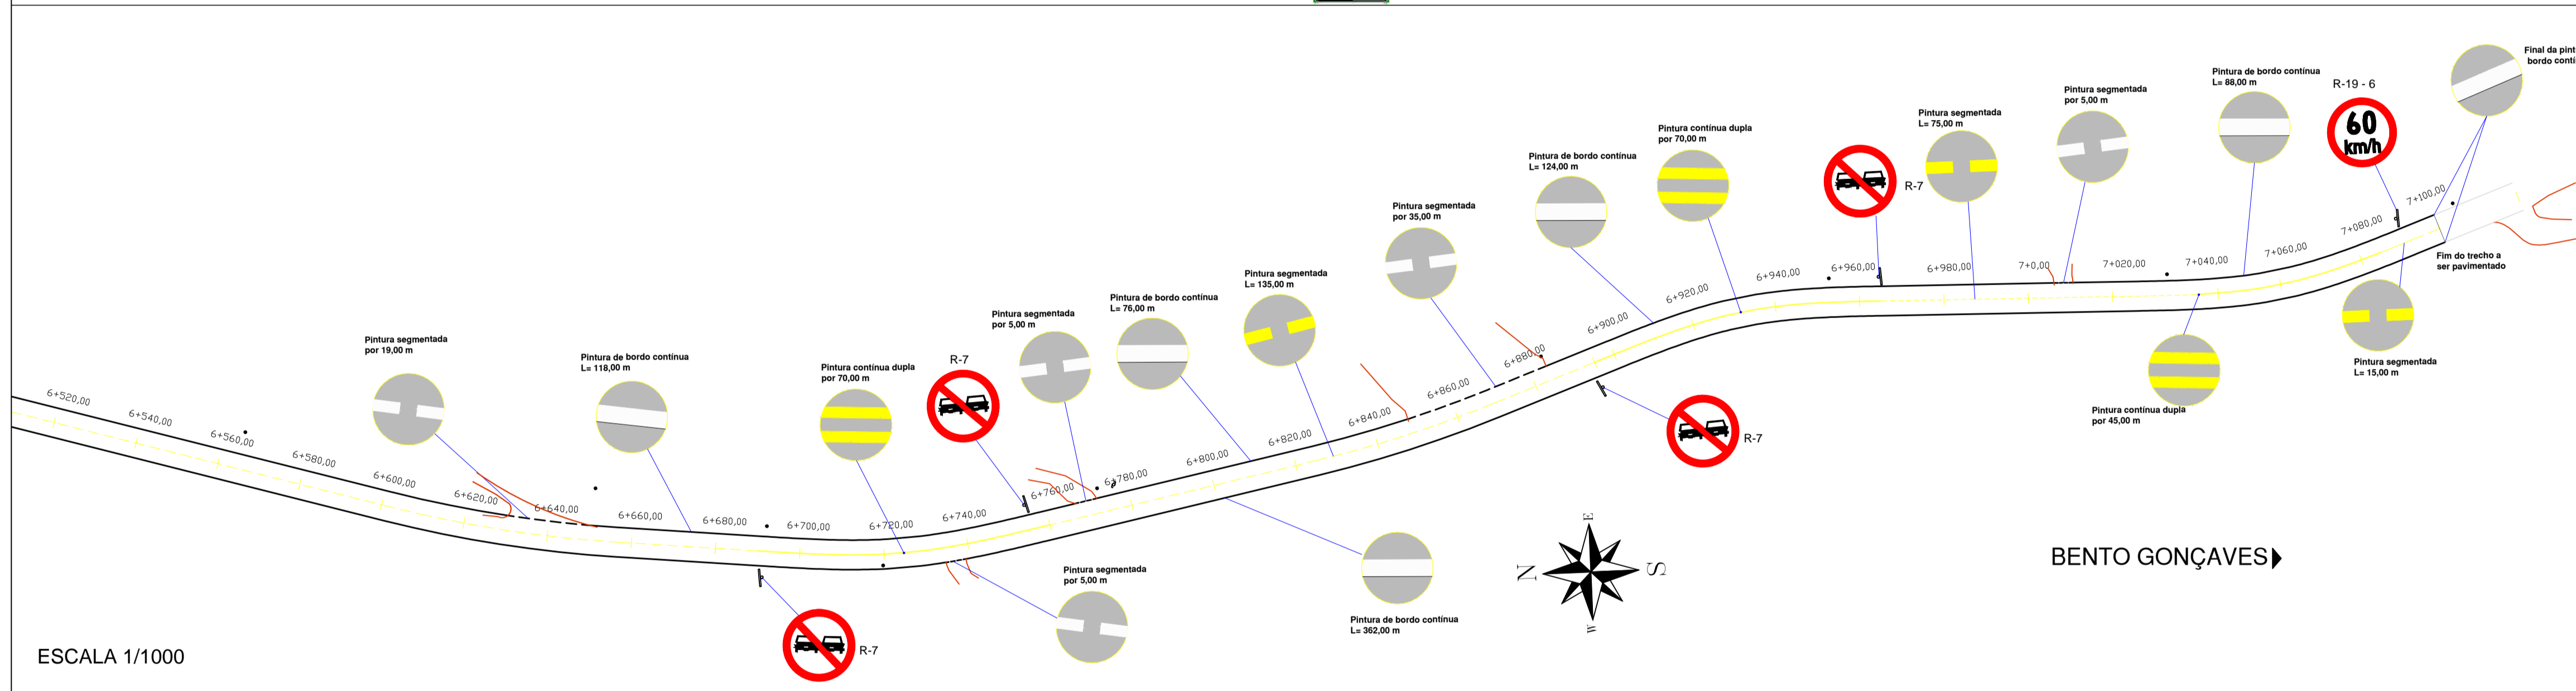 6+520,00
6+540,00
6+560,00
6+580,00
6+600,00
6+620,00
6+640,00
6+660,00
6+680,00
6+700,00
6+720,00
6+740,00
6+760,00
6+780,00
6+800,00
6+820,00
6+840,00
6+860,00
6+880,00
6+900,00
6+920,00
6+940,00
6+960,00
6+980,00
7+0,00
7+020,00
7+040,00
7+060,00
7+080,00
7+100,00
Pintura segmentada
por 19,00 m
Pintura de bordo contínua
L= 118,00 m
Pintura contínua dupla
por 70,00 m
R-7
Pintura segmentada
por 5,00 m
Pintura de bordo contínua
L= 76,00 m
Pintura segmentada
L= 135,00 m
Pintura segmentada
por 35,00 m
Pintura de bordo contínua
L= 124,00 m
Pintura contínua dupla
por 70,00 m
R-7
Pintura segmentada
L= 75,00 m
Pintura segmentada
por 5,00 m
Pintura de bordo contínua
L= 88,00 m
R-19 - 6
60
km/h
Final da pint
bordo contí
Fim do trecho a
ser pavimentado
Pintura segmentada
L= 15,00 m
Pintura contínua dupla
por 45,00 m
R-7
R-7
Pintura segmentada
por 5,00 m
Pintura de bordo contínua
L= 362,00 m
E
N
S
W
BENTO GONÇAVES
ESCALA 1/1000